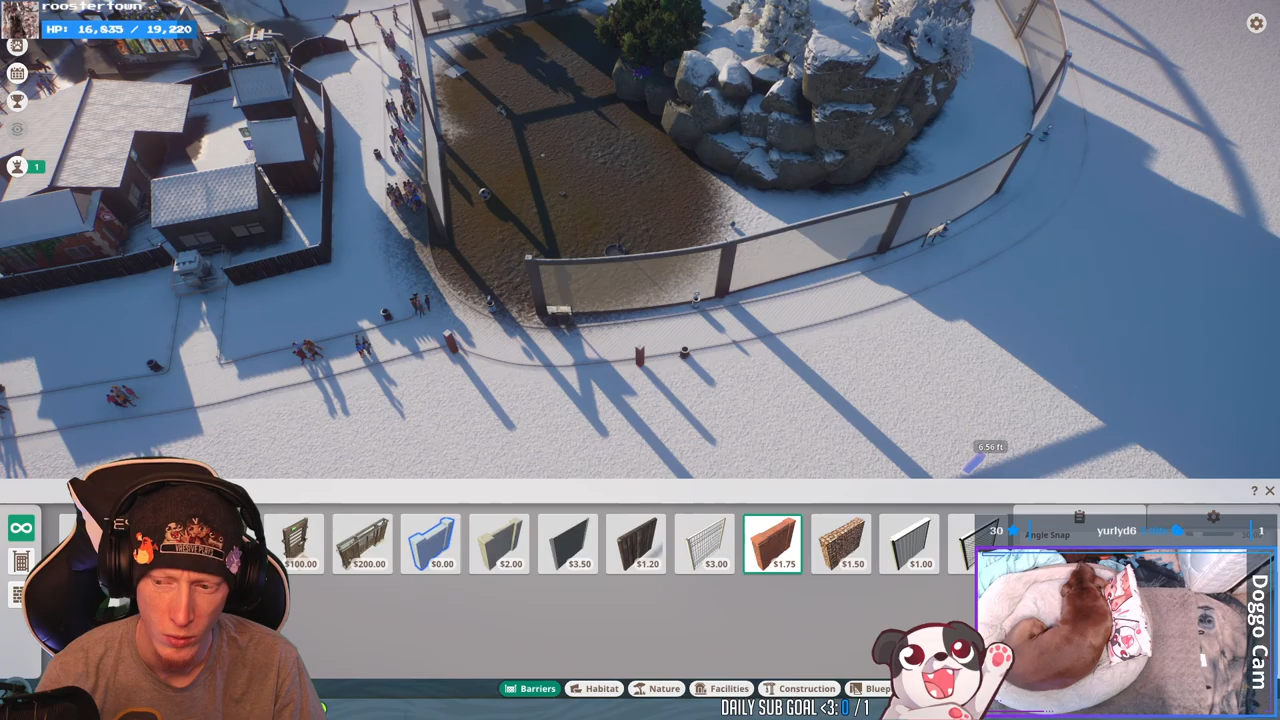 roostertown
HP: 16,835 / 19,220
1
6.56 ft
?
30
yurlyd6
1
Angle Snap
$100.00
$200.00
$0.00
$2.00
$3.50
$1.20
$3.00
$1.75
$1.50
$1.00
Doggo Cam
Barriers
Habitat
Nature
Facilities
Construction
Bluep
DAILY SUB GOAL <3: 0 / 1